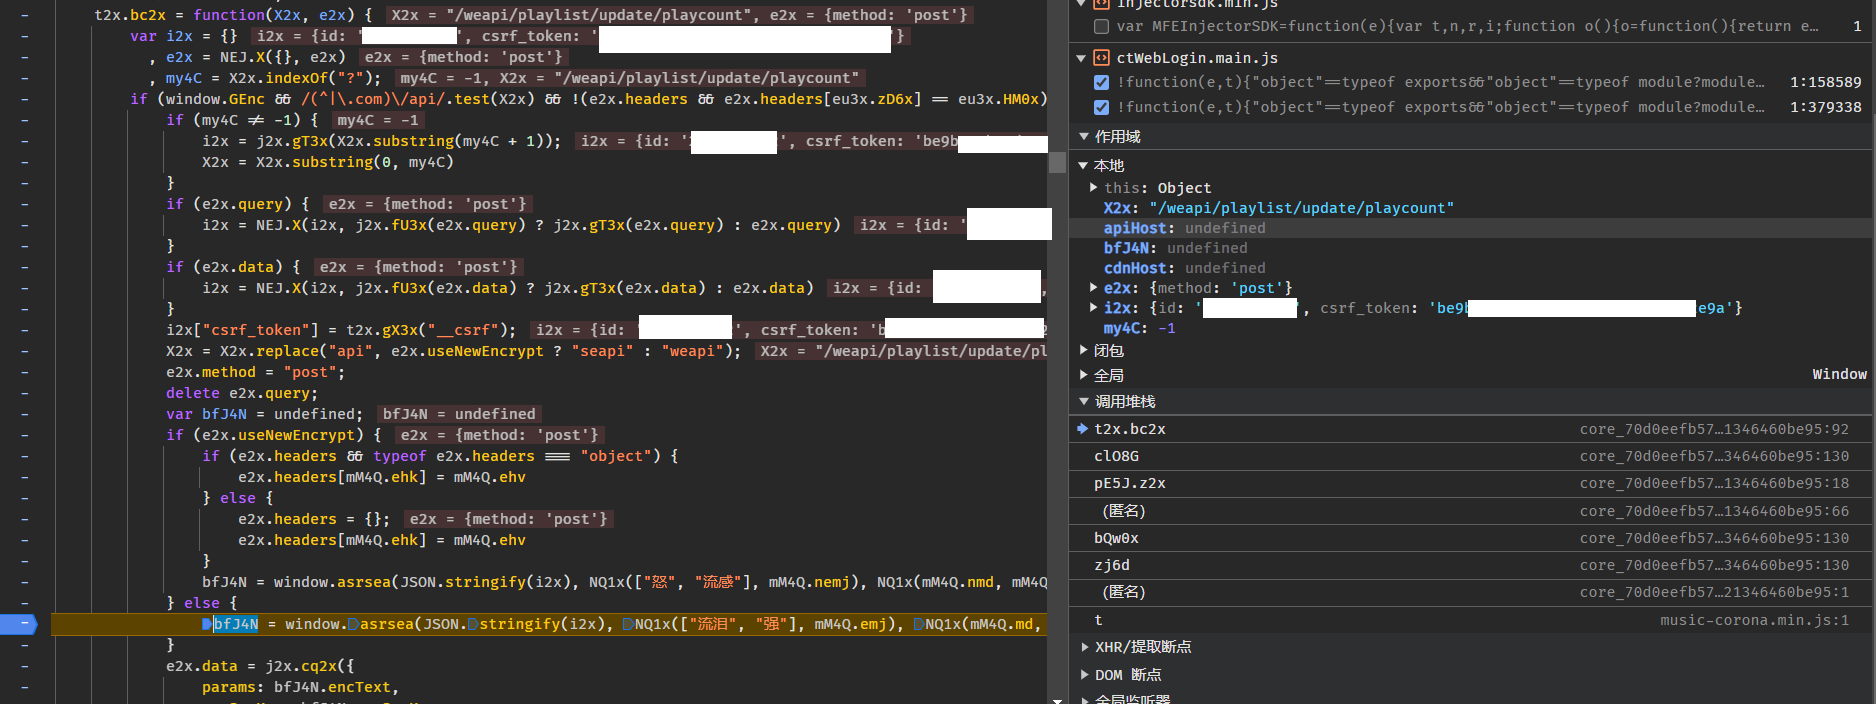 t2x.bc2x = function(X2x, e2x) { X2x = "/weapi/playlist/update/playcount", e2x = {method: 'post'}
var i2x = {} i2x = {id: ', csrf_token: ''}
, e2x = NEJ.X({}, e2x) e2x = {method: 'post'}
, my4C = X2x.indexOf("?"); my4C = -1, X2x = "/weapi/playlist/update/playcount"
if (window.GEnc && /(^|\.com)\/api/.test(X2x) && !(e2x.headers && e2x.headers[eu3x.zD6x] == eu3x.HM0x)
if (my4C != -1) { my4C = -1
i2x = j2x.gT3x(X2x.substring(my4C + 1)); i2x = {id: '', csrf_token: 'be9b
X2x = X2x.substring(0, my4C)
}
if (e2x.query) { e2x = {method: 'post'}
i2x = NEJ.X(i2x, j2x.fU3x(e2x.query) ? j2x.gT3x(e2x.query) : e2x.query) i2x = {id: '
}
if (e2x.data) { e2x = {method: 'post'}
i2x = NEJ.X(i2x, j2x.fU3x(e2x.data) ? j2x.gT3x(e2x.data) : e2x.data) i2x = {id:
}
i2x["csrf_token"] = t2x.gX3x("__csrf"); i2x = {id: '', csrf_token: 'b
X2x = X2x.replace("api", e2x.useNewEncrypt ? "seapi" : "weapi"); X2x = "/weapi/playlist/update/pl
e2x.method = "post";
delete e2x.query;
var bfJ4N = undefined; bfJ4N = undefined
if (e2x.useNewEncrypt) { e2x = {method: 'post'}
if (e2x.headers && typeof e2x.headers === "object") {
e2x.headers[mM4Q.ehk] = mM4Q.ehv
} else {
e2x.headers = {}; e2x = {method: 'post'}
e2x.headers[mM4Q.ehk] = mM4Q.ehv
}
bfJ4N = window.asrsea(JSON.stringify(i2x), NQ1x(["怒", "流感"], mM4Q.nemj), NQ1x(mM4Q.nmd, mM4Q
} else {
bfJ4N = window.asrsea(JSON.stringify(i2x), NQ1x(["流泪", "强"], mM4Q.emj), NQ1x(mM4Q.md,
}
e2x.data = j2x.cq2x({
params: bfJ4N.encText,
injectorsdk.min.js
var MFEInjectorSDK=function(e){var t,n,r,i;function o(){o=function(){return e… 1
ctWebLogin.main.js
!function(e,t){"object"==typeof exports&&"object"==typeof module?module… 1:158589
!function(e,t){"object"==typeof exports&&"object"==typeof module?module… 1:379338
作用域
本地
this: Object
X2x: "/weapi/playlist/update/playcount"
apiHost: undefined
bfJ4N: undefined
cdnHost: undefined
e2x: {method: 'post'}
i2x: {id: '', csrf_token: 'be9be9a'}
my4C: -1
闭包
全局 Window
调用堆栈
t2x.bc2x core_70d0eefb57…1346460be95:92
clO8G core_70d0eefb57…346460be95:130
pE5J.z2x core_70d0eefb57…1346460be95:18
(匿名) core_70d0eefb57…1346460be95:66
bQw0x core_70d0eefb57…346460be95:130
zj6d core_70d0eefb57…346460be95:130
(匿名) core_70d0eefb57…21346460be95:1
t music-corona.min.js:1
XHR/提取断点
DOM 断点
全局监听器